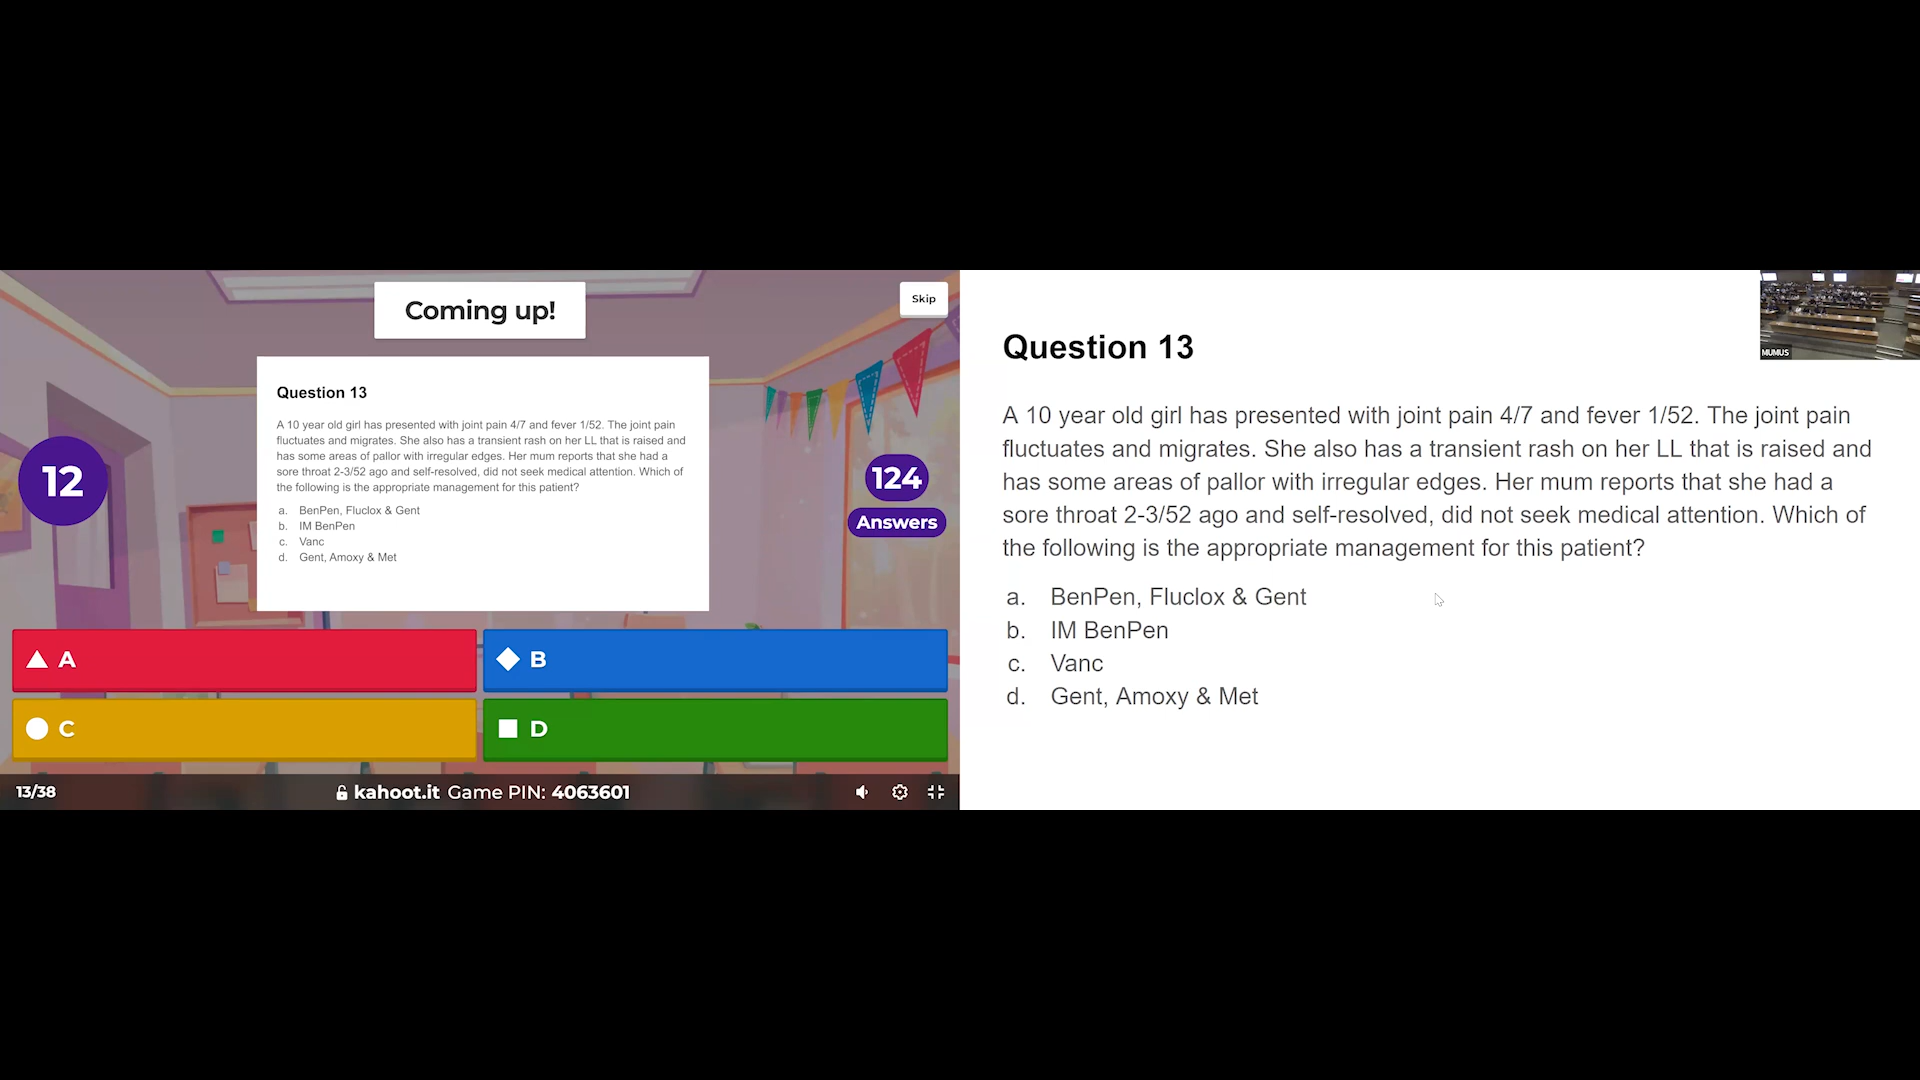 Coming up!
Skip
Question 13
A 10 year old girl has presented with joint pain 4/7 and fever 1/52. The joint pain
fluctuates and migrates. She also has a transient rash on her LL that is raised and
has some areas of pallor with irregular edges. Her mum reports that she had a
sore throat 2-3/52 ago and self-resolved, did not seek medical attention. Which of
the following is the appropriate management for this patient?
a. BenPen, Fluclox & Gent
b. IM BenPen
c. Vanc
d. Gent, Amoxy & Met
12
124
Answers
A
B
C
D
13/38
kahoot.it Game PIN: 4063601
Question 13
A 10 year old girl has presented with joint pain 4/7 and fever 1/52. The joint pain
fluctuates and migrates. She also has a transient rash on her LL that is raised and
has some areas of pallor with irregular edges. Her mum reports that she had a
sore throat 2-3/52 ago and self-resolved, did not seek medical attention. Which of
the following is the appropriate management for this patient?
a. BenPen, Fluclox & Gent
b. IM BenPen
c. Vanc
d. Gent, Amoxy & Met
MUMUS